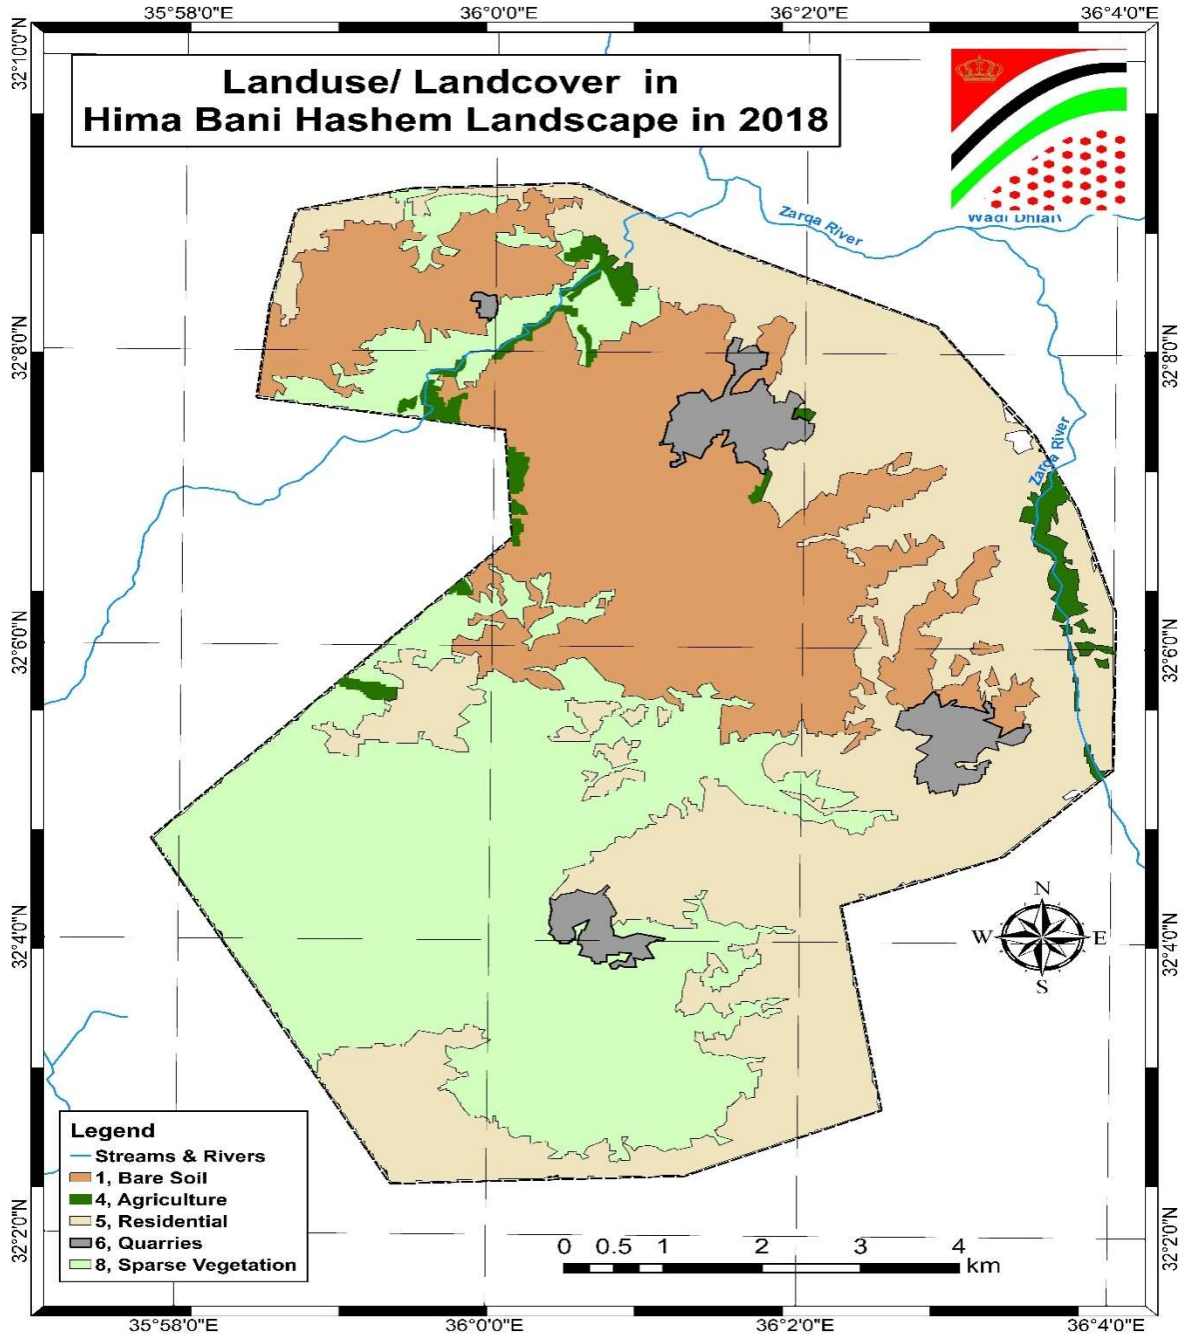 35°58'0"E 36°0'0"E 36°2'0"E 36°4'0"E
32°10'0"N
Landuse/ Landcover in
Hima Bani Hashem Landscape in 2018
Zarqa River
32°8'0"N 32°8'0"N
Zarqa River
32°6'0"N 32°6'0"N
N
W E
S
32°4'0"N 32°4'0"N
Legend
Streams & Rivers
1, Bare Soil
4, Agriculture
5, Residential
6, Quarries
8, Sparse Vegetation
32°2'0"N 32°2'0"N
0 0.5 1 2 3 4
km
35°58'0"E 36°0'0"E 36°2'0"E 36°4'0"E